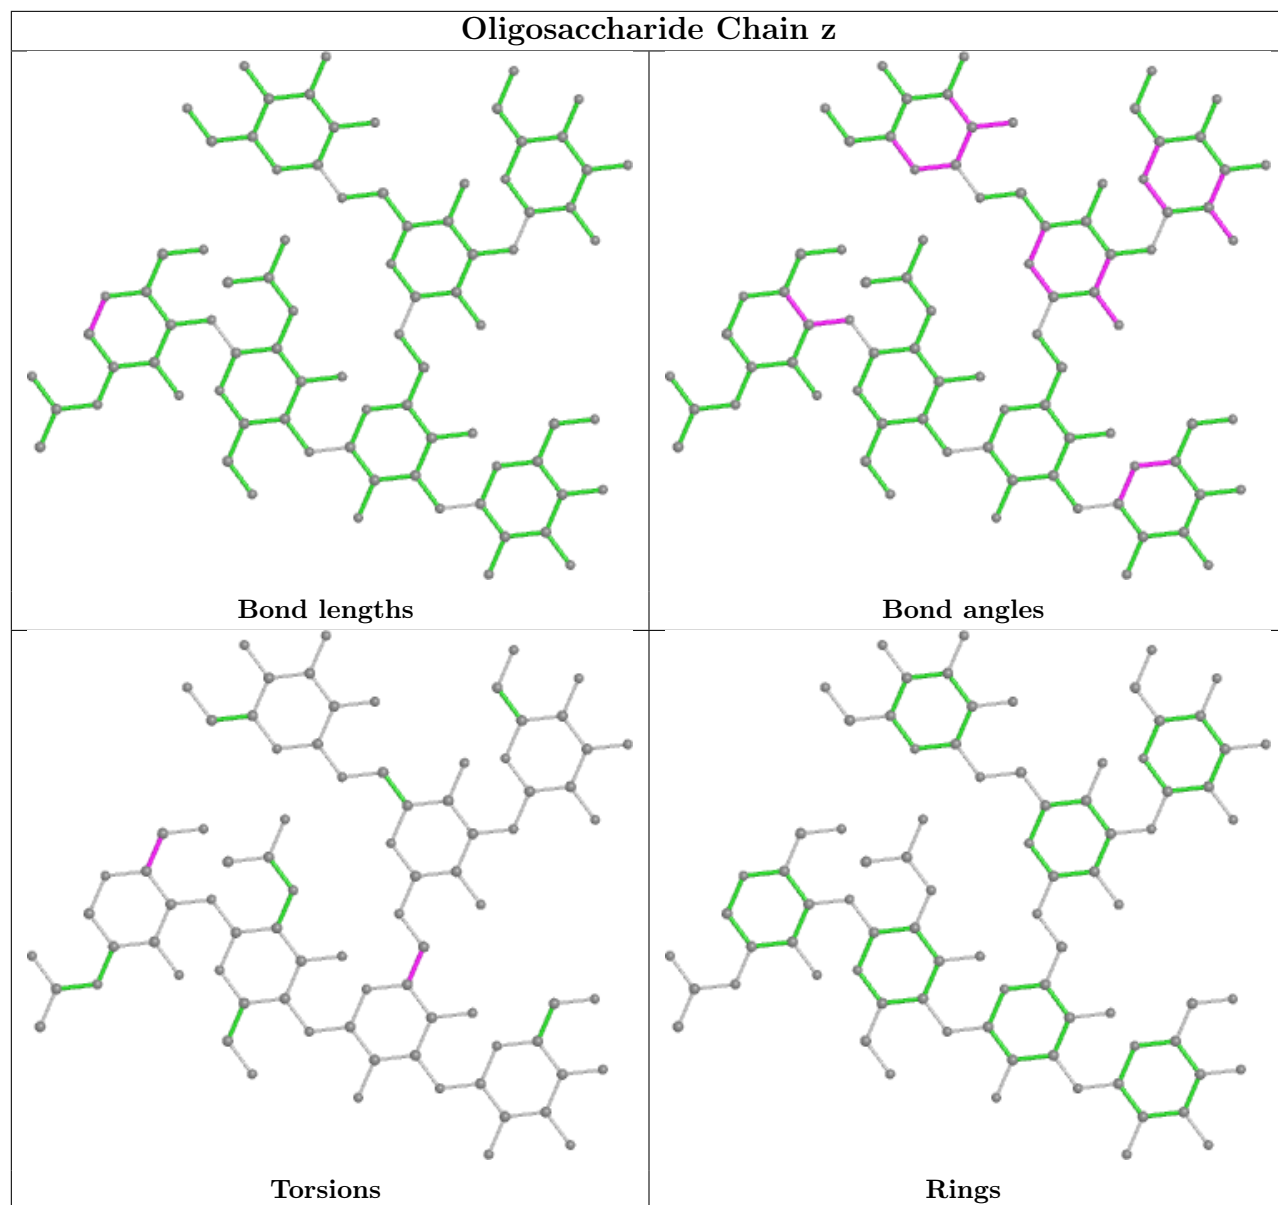 Oligosaccharide Chain z
Bond lengths
Bond angles
Torsions
Rings